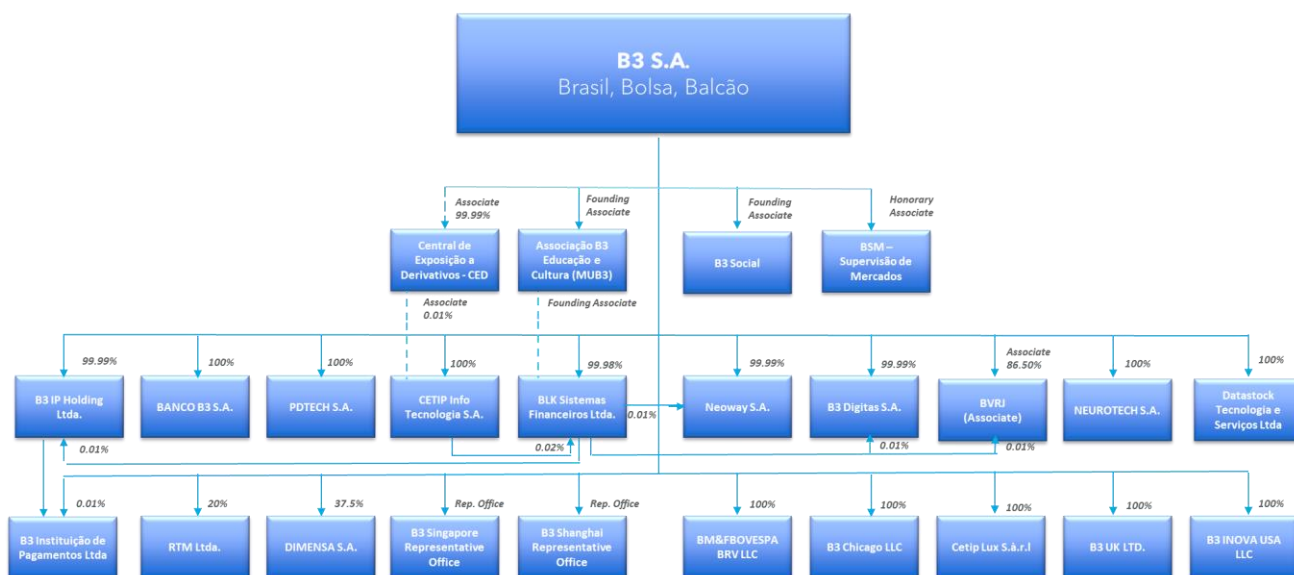 B3 S.A.
Brasil, Bolsa, Balcão
Associate
99.99%
Founding
Associate
Founding
Associate
Honorary
Associate
Central de
Exposição a
Derivativos - CED
Associação B3
Educação e
Cultura (MUB3)
B3 Social
BSM –
Supervisão de
Mercados
Associate
0.01%
Founding Associate
99.99%
100%
100%
100%
99.98%
99.99%
99.99%
Associate
86.50%
100%
100%
B3 IP Holding
Ltda.
BANCO B3 S.A.
PDTECH S.A.
CETIP Info
Tecnologia S.A.
BLK Sistemas
Financeiros Ltda.
0.01%
Neoway S.A.
B3 Digitas S.A.
BVRJ
(Associate)
NEUROTECH S.A.
Datastock
Tecnologia e
Serviços Ltda
0.01%
0.02%
0.01%
0.01%
0.01%
20%
37.5%
Rep. Office
Rep. Office
100%
100%
100%
100%
100%
B3 Instituição de
Pagamentos Ltda
RTM Ltda.
DIMENSA S.A.
B3 Singapore
Representative
Office
B3 Shanghai
Representative
Office
BM&FBOVESPA
BRV LLC
B3 Chicago LLC
Cetip Lux S.à.r.l
B3 UK LTD.
B3 INOVA USA
LLC